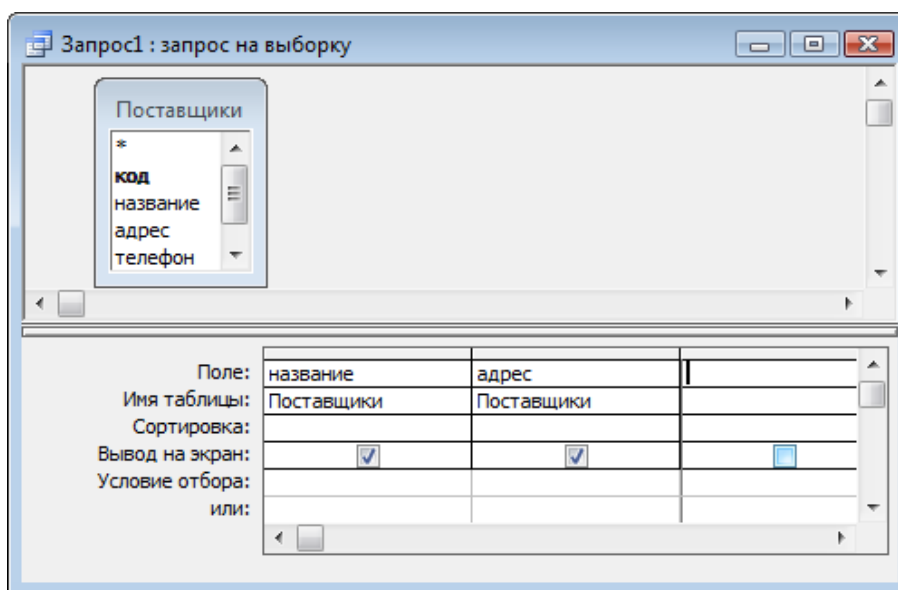 Запрос1 : запрос на выборку
Поставщики
*
код
название
адрес
телефон
Поле: название адрес
Имя таблицы: Поставщики Поставщики
Сортировка:
Вывод на экран:
Условие отбора:
или: